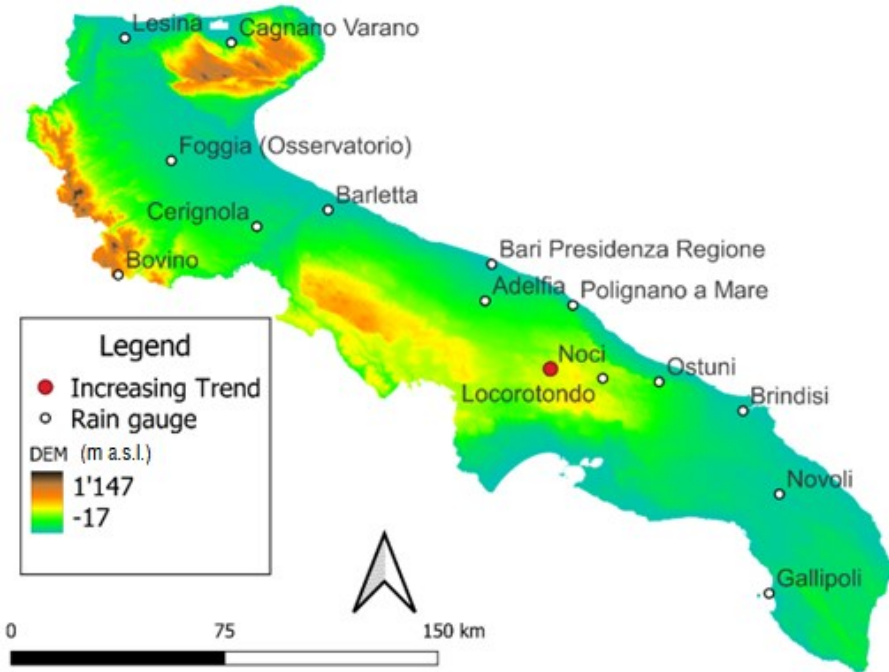 Lesina
Cagnano Varano
Foggia (Osservatorio)
Barletta
Cerignola
Bovino
Bari Presidenza Regione
Adelfia
Polignano a Mare
Noci
Locorotondo
Ostuni
Brindisi
Novoli
Gallipoli
Legend
Increasing Trend
Rain gauge
DEM (m a.s.l.)
1'147
-17
0 75 150 km